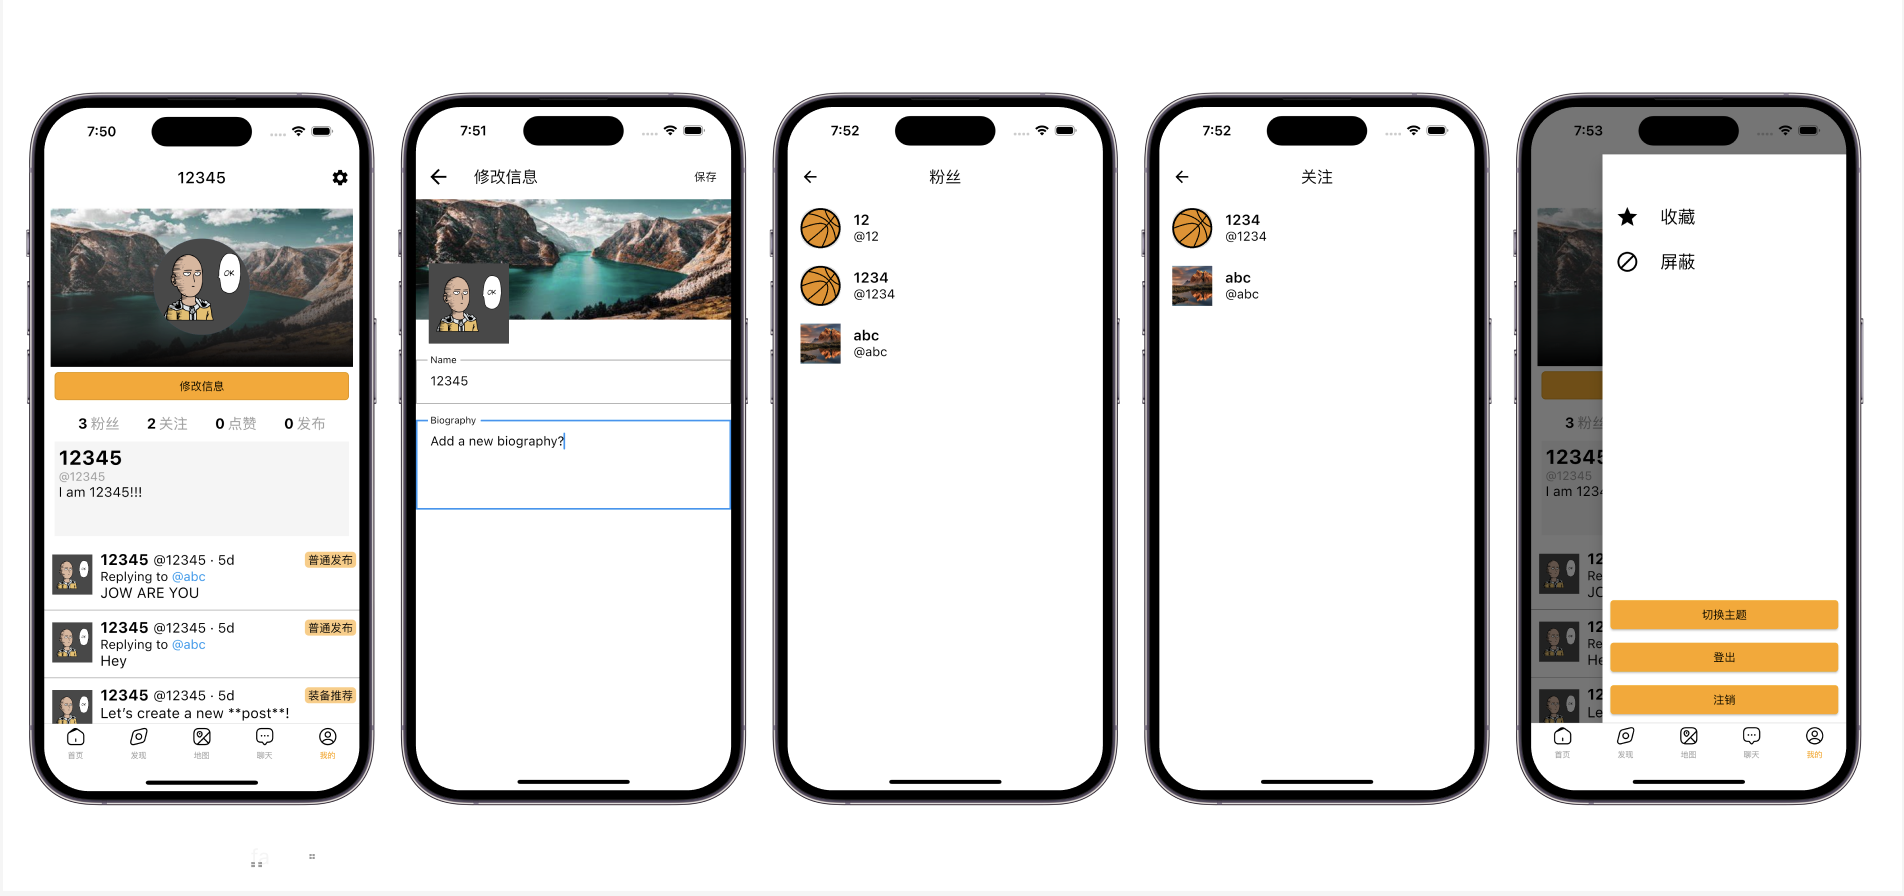 7:50
12345
OK
修改信息
3 粉丝 2 关注 0 点赞 0 发布
12345
@12345
I am 12345!!!
12345 @12345 · 5d 普通发布
Replying to @abc
JOW ARE YOU
12345 @12345 · 5d 普通发布
Replying to @abc
Hey
12345 @12345 · 5d 装备推荐
Let's create a new **post**!
首页 发现 地图 聊天 我的
7:51
修改信息 保存
OK
Name
12345
Biography
Add a new biography?
7:52
粉丝
12
@12
1234
@1234
abc
@abc
7:52
关注
1234
@1234
abc
@abc
7:53
收藏
屏蔽
3 粉丝
12345
@12345
I am 1234
12
Re
JO
12
Re
He
12
Le
切换主题
登出
注销
首页 发现 地图 聊天 我的